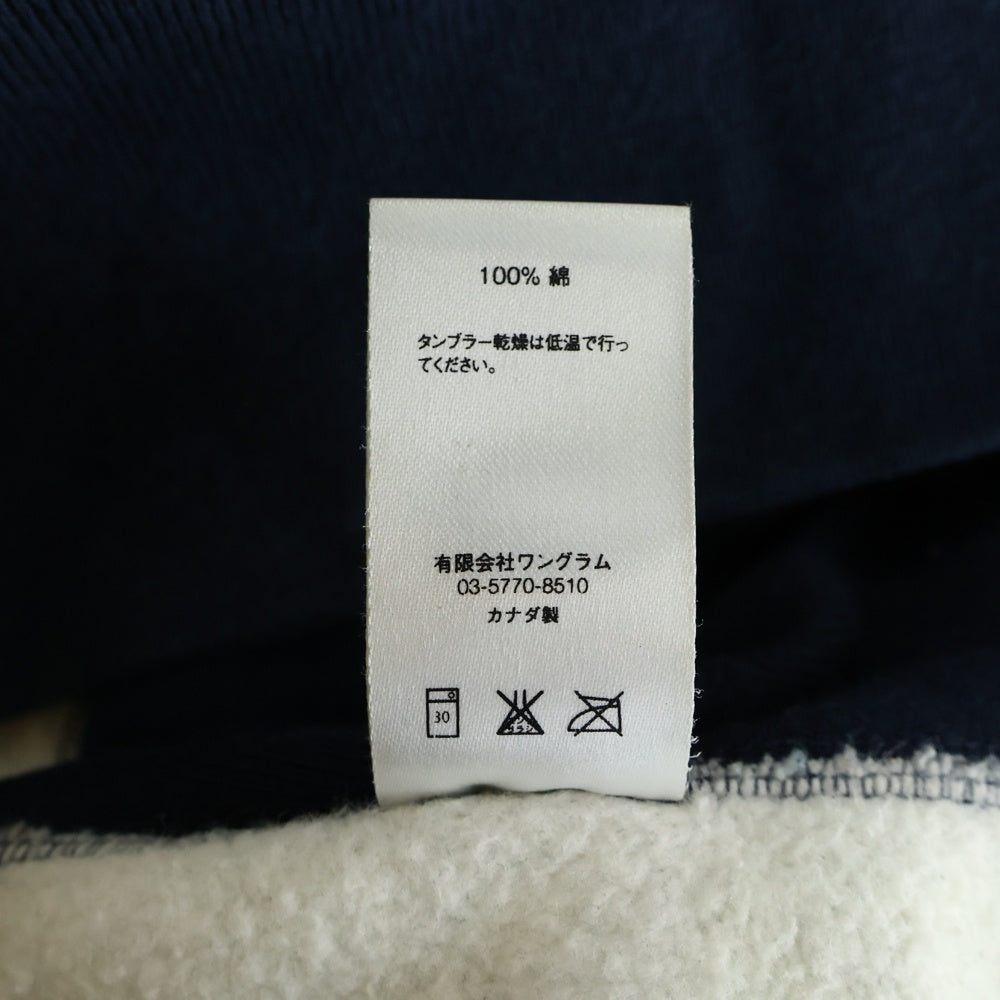 100% 綿
タンブラー乾燥は低温で行っ
てください。
有限会社ワングラム
03-5770-8510
カナダ製
30